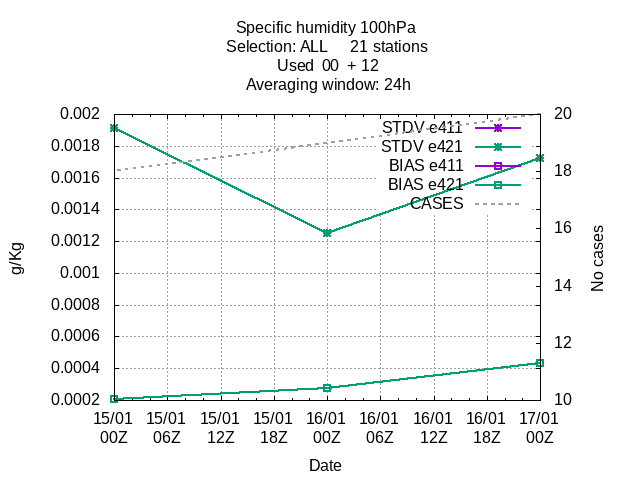 Specific humidity 100hPa
Selection: ALL     21 stations
Used  00  + 12
Averaging window: 24h
STDV e411
STDV e421
BIAS e411
BIAS e421
CASES
0.002
0.0018
0.0016
0.0014
0.0012
0.001
0.0008
0.0006
0.0004
0.0002
g/Kg
20
18
16
14
12
10
No cases
15/01 15/01 15/01 15/01 16/01 16/01 16/01 16/01 17/01
00Z 06Z 12Z 18Z 00Z 06Z 12Z 18Z 00Z
Date